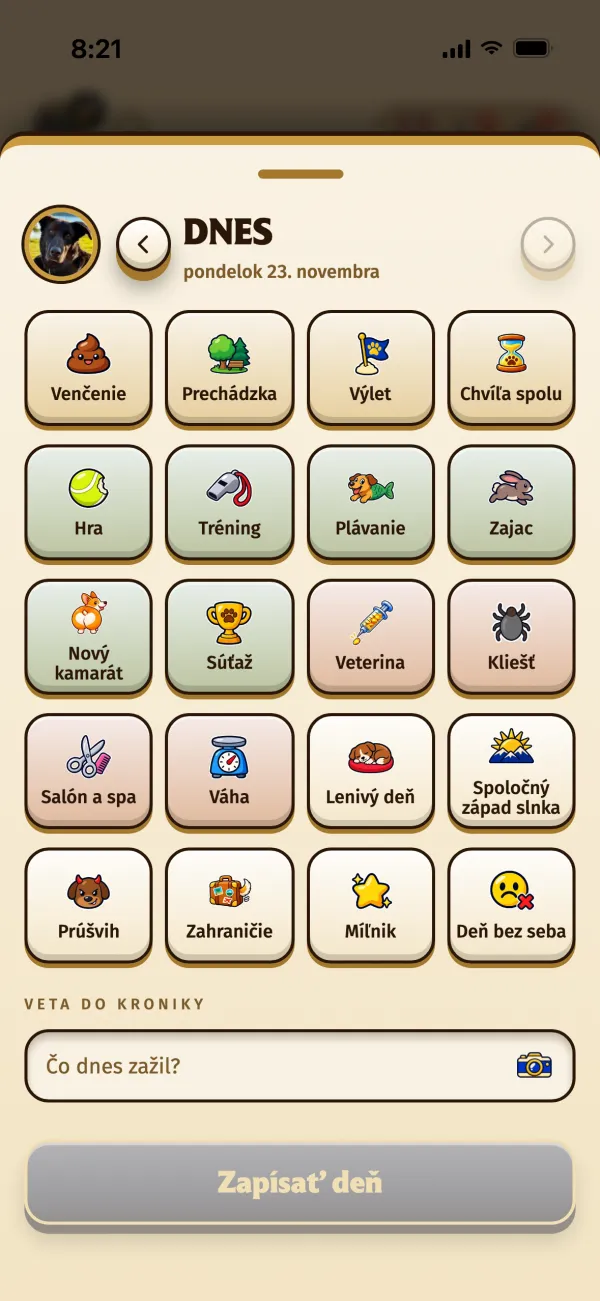 8:21
DNES
pondelok 23. novembra
Venčenie
Prechádzka
Výlet
Chvíľa spolu
Hra
Tréning
Plávanie
Zajac
Nový
kamarát
Súťaž
Veterina
Kliešť
Salón a spa
Váha
Lenivý deň
Spoločný
západ slnka
Prúšvih
Zahraničie
Míľnik
Deň bez seba
VETA DO KRONIKY
Čo dnes zažil?
Zapísať deň